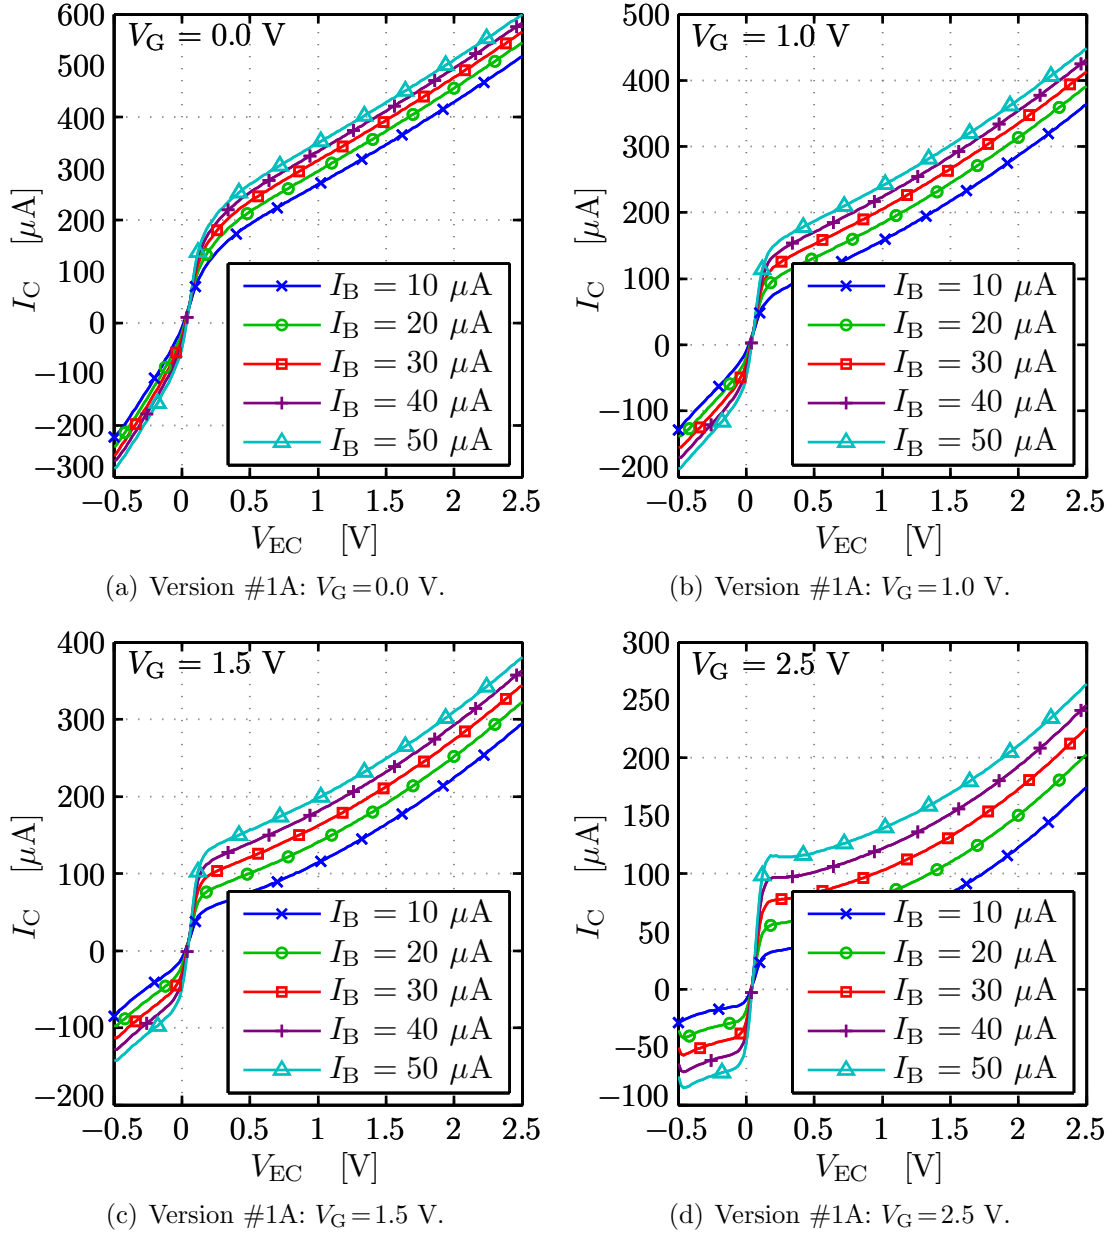 V_G = 0.0 V
600
500
400
300
200
100
0
−100
−200
−300
I_C [μA]
I_B = 10 μA
I_B = 20 μA
I_B = 30 μA
I_B = 40 μA
I_B = 50 μA
−0.5 0 0.5 1 1.5 2 2.5
V_EC [V]
(a) Version #1A: V_G=0.0 V.
V_G = 1.0 V
500
400
300
200
100
0
−100
−200
I_C [μA]
I_B = 10 μA
I_B = 20 μA
I_B = 30 μA
I_B = 40 μA
I_B = 50 μA
−0.5 0 0.5 1 1.5 2 2.5
V_EC [V]
(b) Version #1A: V_G=1.0 V.
V_G = 1.5 V
400
300
200
100
0
−100
−200
I_C [μA]
I_B = 10 μA
I_B = 20 μA
I_B = 30 μA
I_B = 40 μA
I_B = 50 μA
−0.5 0 0.5 1 1.5 2 2.5
V_EC [V]
(c) Version #1A: V_G=1.5 V.
V_G = 2.5 V
300
250
200
150
100
50
0
−50
−100
I_C [μA]
I_B = 10 μA
I_B = 20 μA
I_B = 30 μA
I_B = 40 μA
I_B = 50 μA
−0.5 0 0.5 1 1.5 2 2.5
V_EC [V]
(d) Version #1A: V_G=2.5 V.